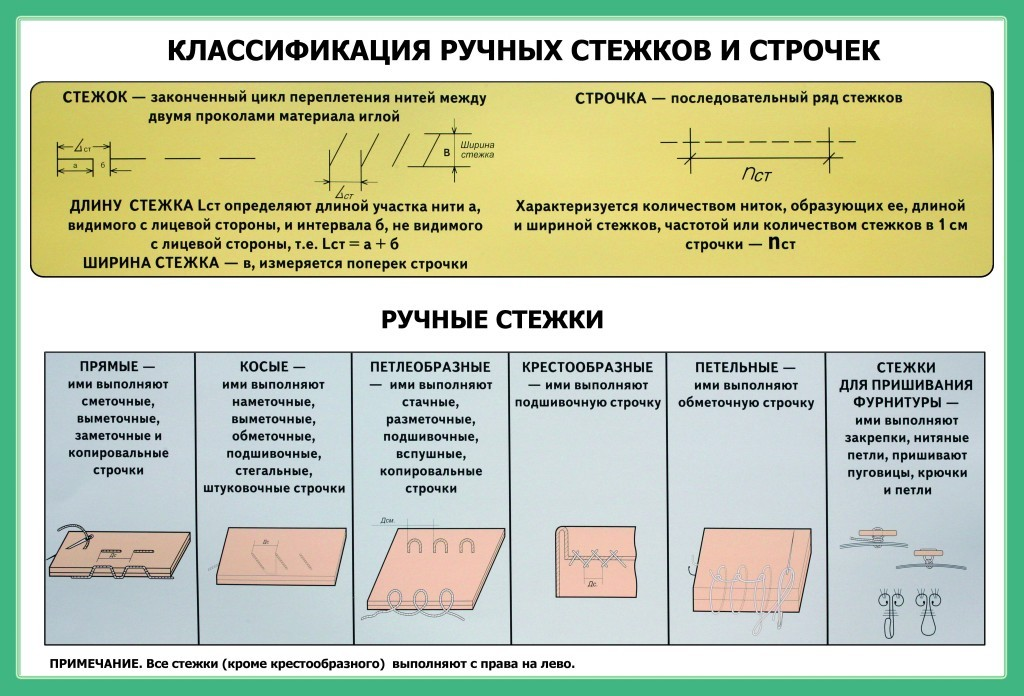 КЛАССИФИКАЦИЯ РУЧНЫХ СТЕЖКОВ И СТРОЧЕК
СТЕЖОК — законченный цикл переплетения нитей между
двумя проколами материала иглой
Lст
а
б
Lст
в
Ширина
стежка
ДЛИНУ СТЕЖКА Lст определяют длиной участка нити а,
видимого с лицевой стороны, и интервала б, не видимого
с лицевой стороны, т.е. Lст = а + б
ШИРИНА СТЕЖКА — в, измеряется поперек строчки
СТРОЧКА — последовательный ряд стежков
nст
Характеризуется количеством ниток, образующих ее, длиной
и шириной стежков, частотой или количеством стежков в 1 см
строчки — nст
РУЧНЫЕ СТЕЖКИ
ПРЯМЫЕ —
ими выполняют
сметочные,
выметочные,
заметочные и
копировальные
строчки
КОСЫЕ —
ими выполняют
наметочные,
выметочные,
обметочные,
подшивочные,
стегальные,
штуковочные строчки
ПЕТЛЕОБРАЗНЫЕ
— ими выполняют
стачные,
разметочные,
подшивочные,
вспушные,
копировальные
строчки
Дсм.
КРЕСТООБРАЗНЫЕ
— ими выполняют
подшивочную строчку
Дс.
ПЕТЕЛЬНЫЕ —
ими выполняют
обметочную строчку
СТЕЖКИ
ДЛЯ ПРИШИВАНИЯ
ФУРНИТУРЫ —
ими выполняют
закрепки, нитяные
петли, пришивают
пуговицы, крючки
и петли
ПРИМЕЧАНИЕ. Все стежки (кроме крестообразного) выполняют с права на лево.